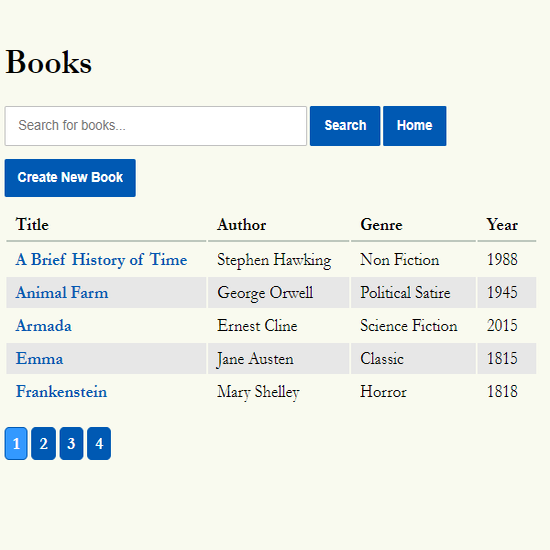 Books
Search for books... Search Home
Create New Book
Title Author Genre Year
A Brief History of Time Stephen Hawking Non Fiction 1988
Animal Farm George Orwell Political Satire 1945
Armada Ernest Cline Science Fiction 2015
Emma Jane Austen Classic 1815
Frankenstein Mary Shelley Horror 1818
1 2 3 4